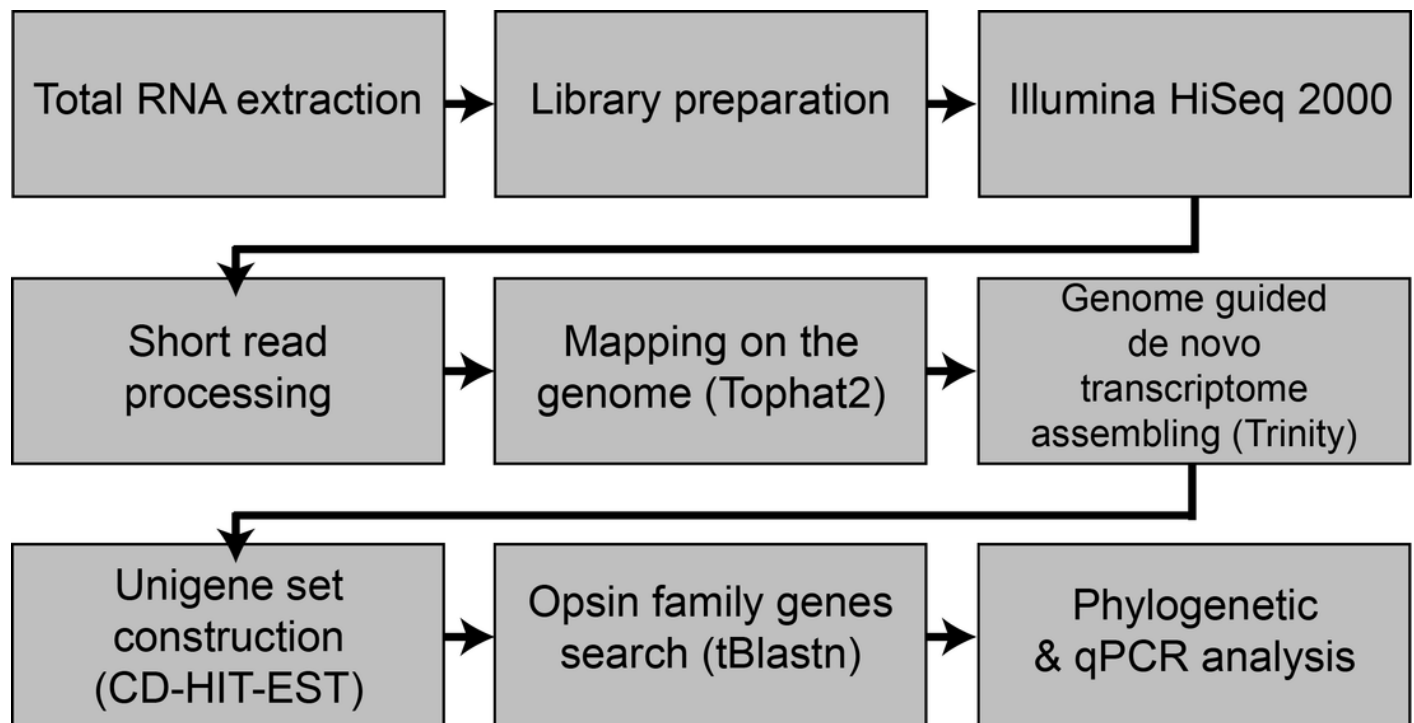 Total RNA extraction
Library preparation
Illumina HiSeq 2000
Short read
processing
Mapping on the
genome (Tophat2)
Genome guided
de novo
transcriptome
assembling (Trinity)
Unigene set
construction
(CD-HIT-EST)
Opsin family genes
search (tBlastn)
Phylogenetic
& qPCR analysis